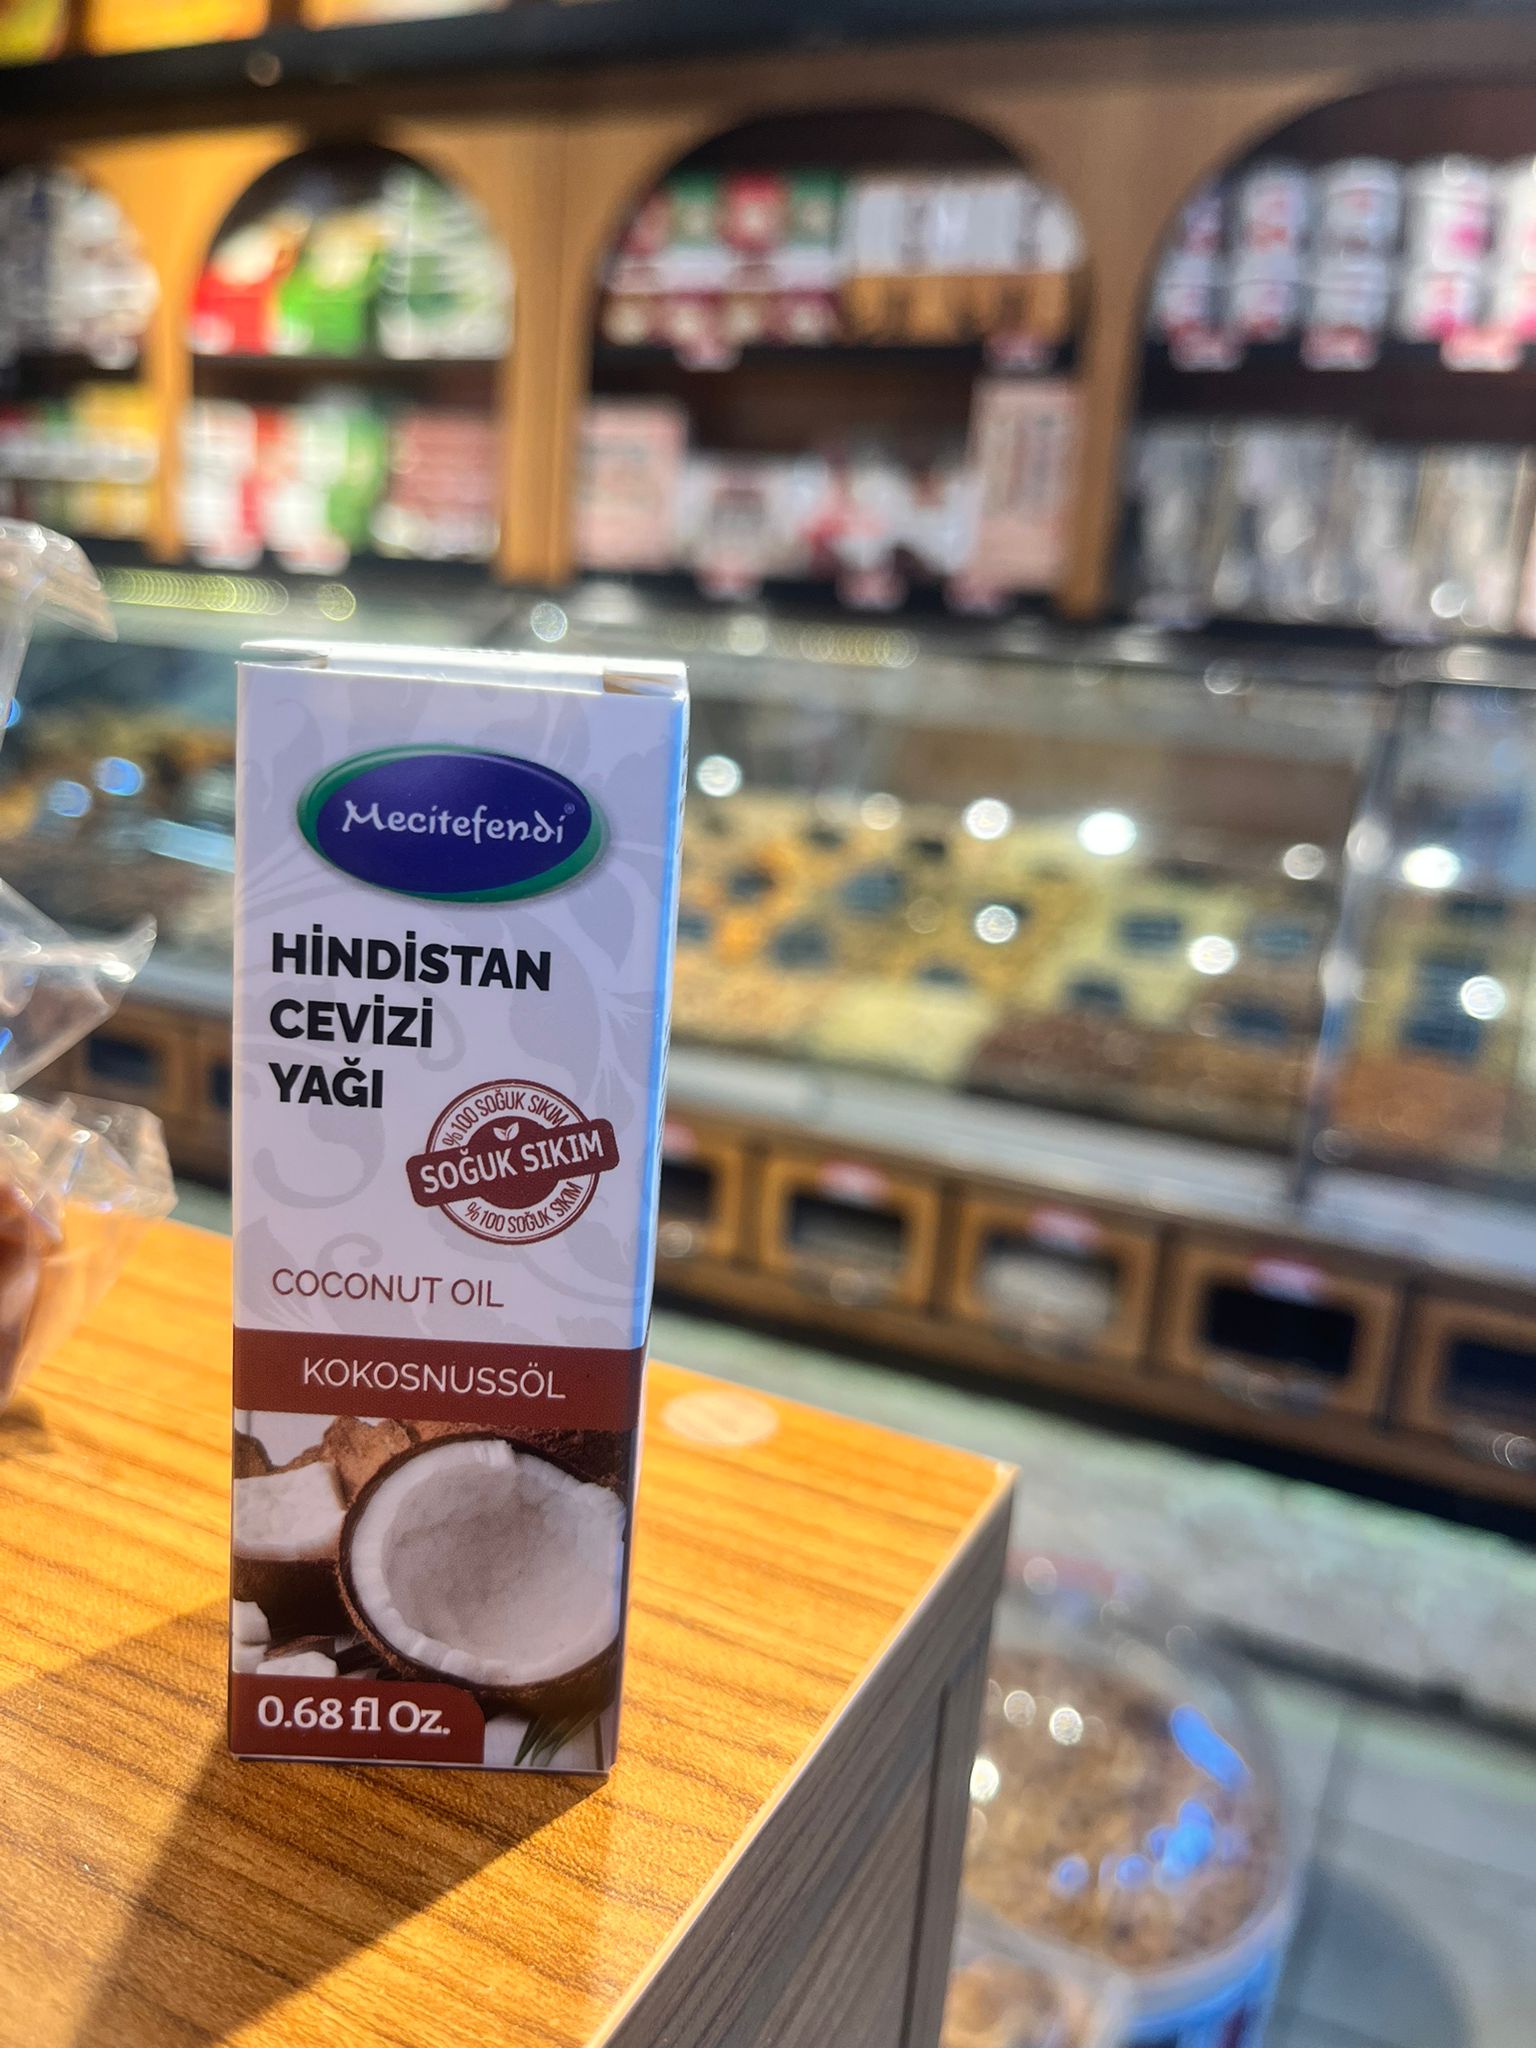 Mecitefendi®
HİNDİSTAN
CEVİZİ
YAĞI
%100 SOĞUK SIKIM
SOĞUK SIKIM
%100 SOĞUK SIKIM
COCONUT OIL
KOKOSNUSSÖL
0.68 fl Oz.